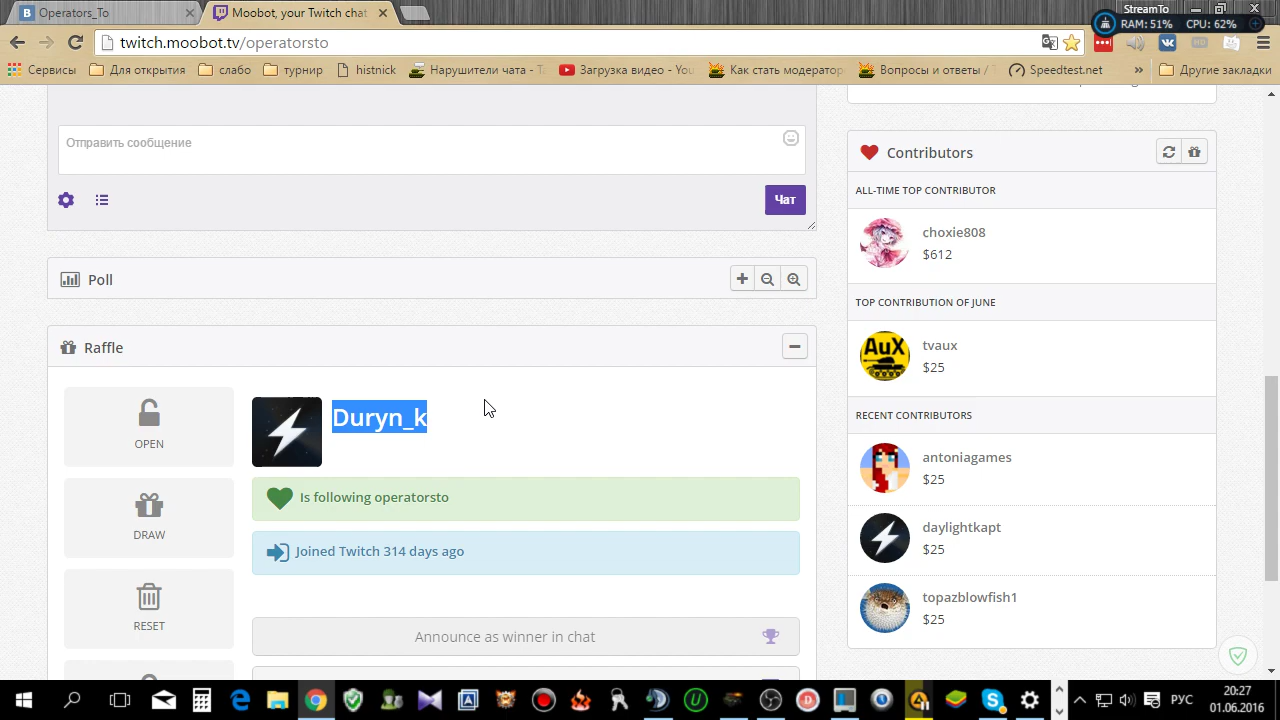 Operators_To
Moobot, your Twitch chat
StreamTo
RAM: 51% CPU: 62%
twitch.moobot.tv/operatorsto
Сервисы
Для открытия
слабо
турнир
histnick
Нарушители чата - T
Загрузка видео - You
Как стать модератор
Вопросы и ответы / T
Speedtest.net
»
Другие закладки
Отправить сообщение
Чат
Poll
Raffle
OPEN
DRAW
RESET
Duryn_k
Is following operatorsto
Joined Twitch 314 days ago
Announce as winner in chat
Contributors
ALL-TIME TOP CONTRIBUTOR
choxie808
$612
TOP CONTRIBUTION OF JUNE
AuX
tvaux
$25
RECENT CONTRIBUTORS
antoniagames
$25
daylightkapt
$25
topazblowfish1
$25
РУС
20:27
01.06.2016